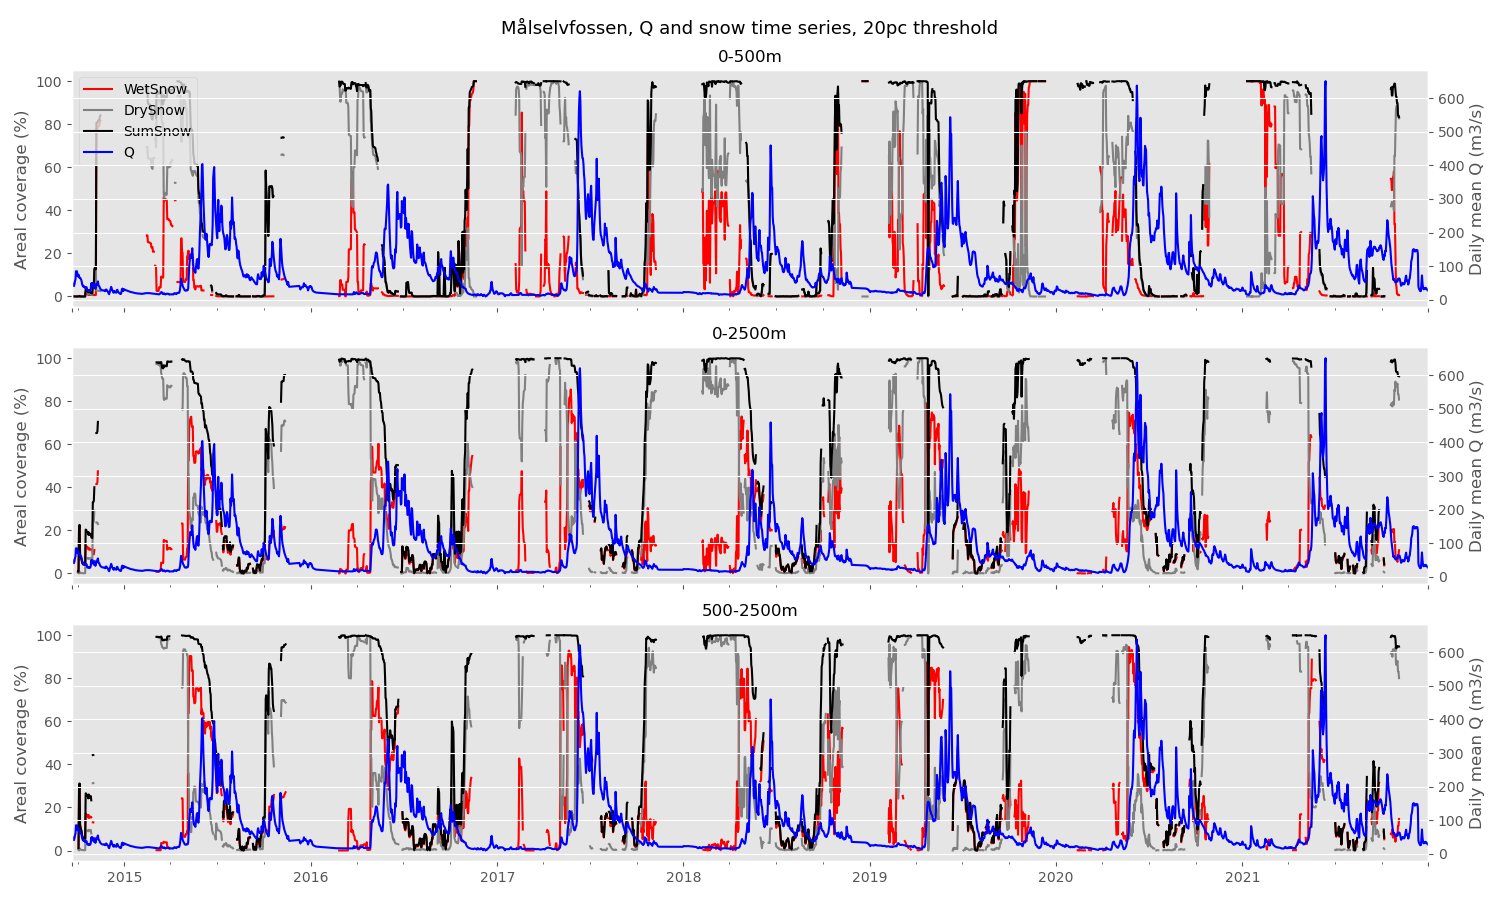 Målselvfossen, Q and snow time series, 20pc threshold
0-500m
WetSnow
DrySnow
SumSnow
Q
Areal coverage (%)
100
80
60
40
20
0
600
500
400
300
200
100
0
Daily mean Q (m3/s)
0-2500m
Areal coverage (%)
100
80
60
40
20
0
600
500
400
300
200
100
0
Daily mean Q (m3/s)
500-2500m
Areal coverage (%)
100
80
60
40
20
0
600
500
400
300
200
100
0
Daily mean Q (m3/s)
2015 2016 2017 2018 2019 2020 2021